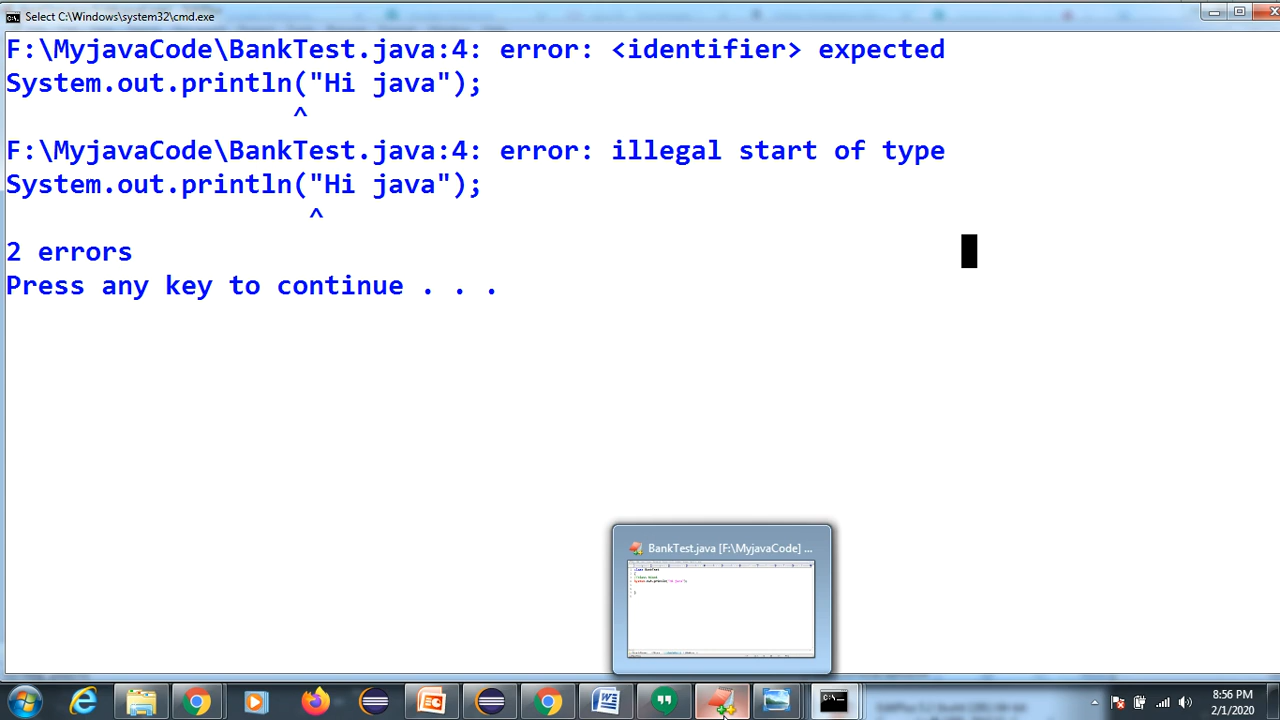 Select C:\Windows\system32\cmd.exe
F:\MyjavaCode\BankTest.java:4: error: <identifier> expected
System.out.println("Hi java");
^
F:\MyjavaCode\BankTest.java:4: error: illegal start of type
System.out.println("Hi java");
^
2 errors
Press any key to continue . . .
BankTest.java [F:\MyjavaCode] ...
8:56 PM
2/1/2020